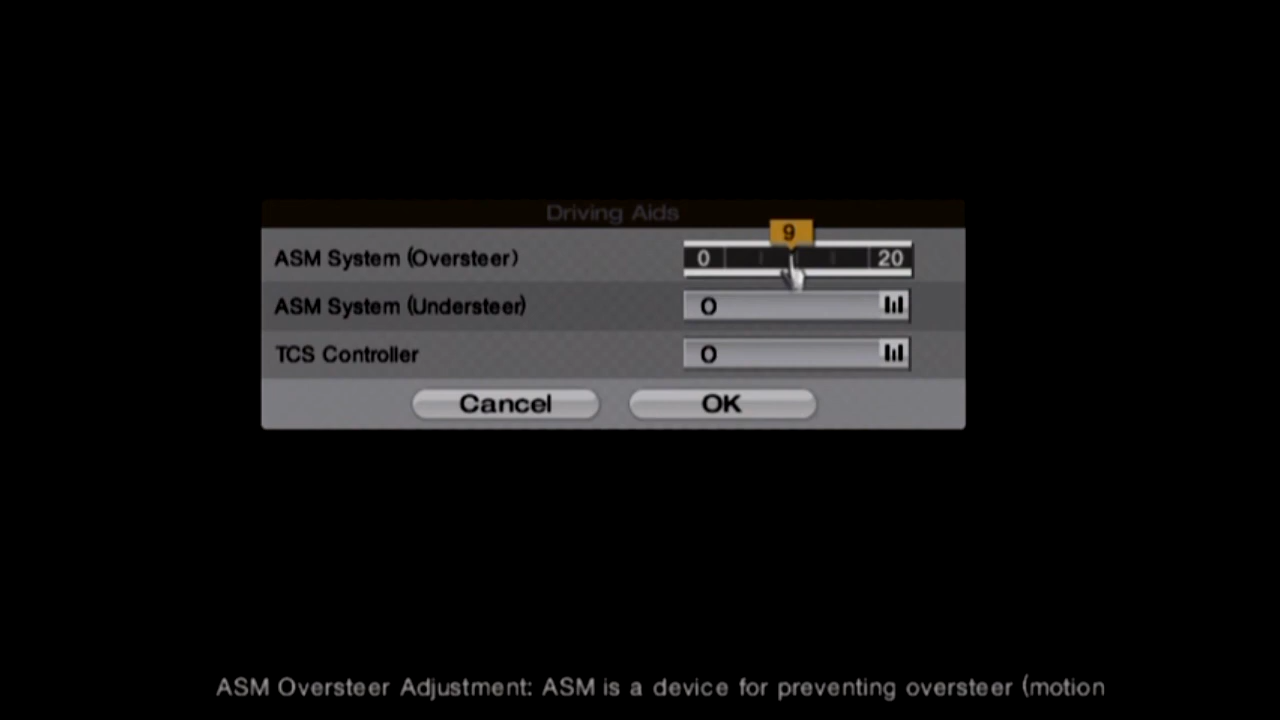 Driving Aids
9
ASM System (Oversteer)
0 20
ASM System (Understeer)
0
TCS Controller
0
Cancel OK
ASM Oversteer Adjustment: ASM is a device for preventing oversteer (motion